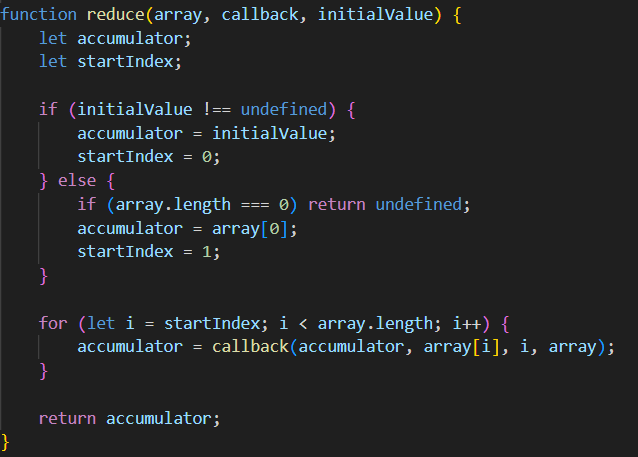 function reduce(array, callback, initialValue) {
    let accumulator;
    let startIndex;

    if (initialValue !== undefined) {
        accumulator = initialValue;
        startIndex = 0;
    } else {
        if (array.length === 0) return undefined;
        accumulator = array[0];
        startIndex = 1;
    }

    for (let i = startIndex; i < array.length; i++) {
        accumulator = callback(accumulator, array[i], i, array);
    }

    return accumulator;
}